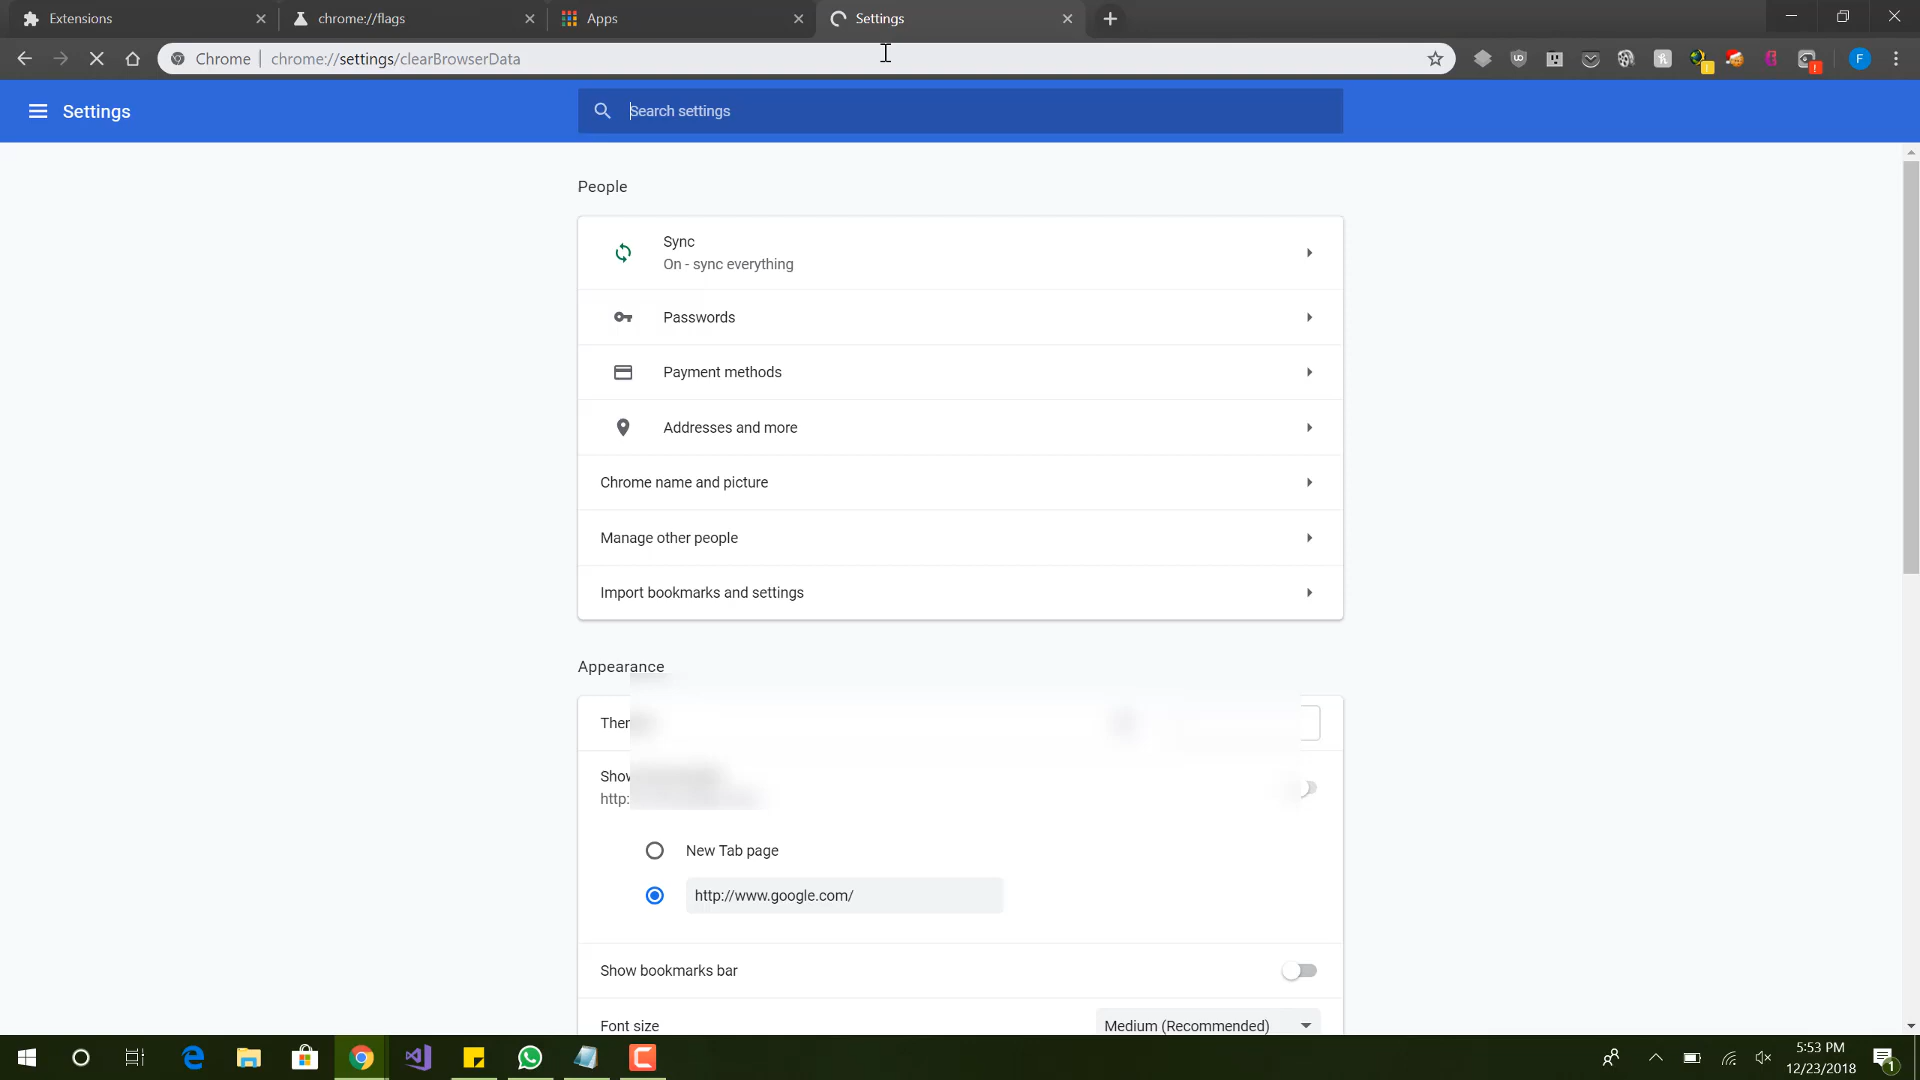 Extensions
chrome://flags
Apps
Settings
Chrome | chrome://settings/clearBrowserData
Settings
Search settings
People
Sync
On - sync everything
Passwords
Payment methods
Addresses and more
Chrome name and picture
Manage other people
Import bookmarks and settings
Appearance
Ther
Show
http:
New Tab page
http://www.google.com/
Show bookmarks bar
Font size
Medium (Recommended)
5:53 PM
12/23/2018
1